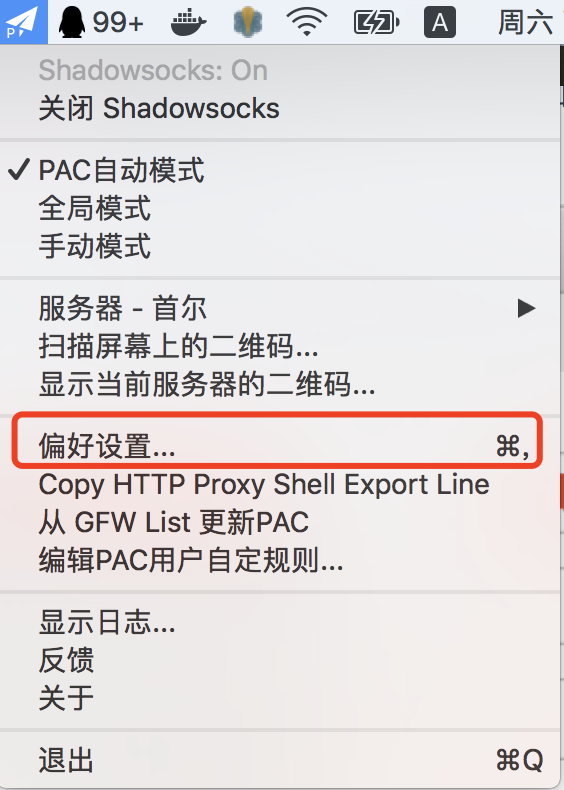 P 99+ A 周六
Shadowsocks: On
关闭 Shadowsocks
PAC自动模式
全局模式
手动模式
服务器 - 首尔
扫描屏幕上的二维码...
显示当前服务器的二维码...
偏好设置... ⌘,
Copy HTTP Proxy Shell Export Line
从 GFW List 更新PAC
编辑PAC用户自定规则...
显示日志...
反馈
关于
退出 ⌘Q